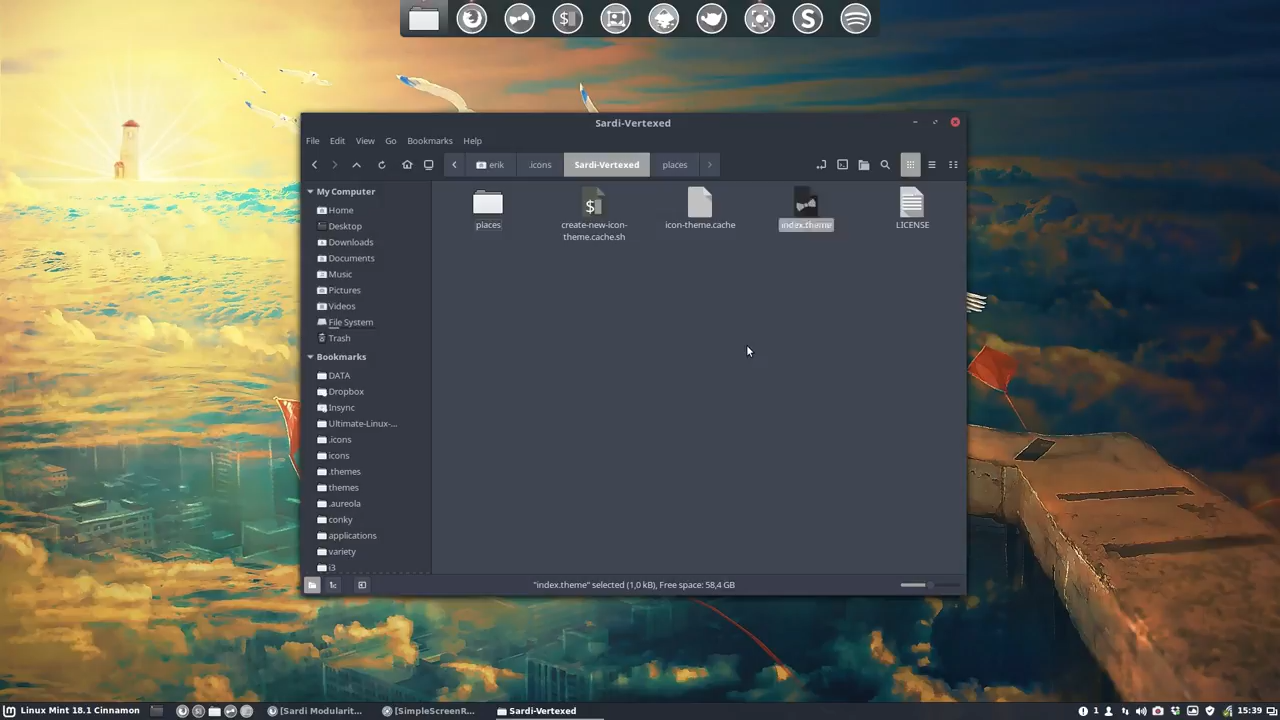 Sardi-Vertexed
File Edit View Go Bookmarks Help
erik .icons Sardi-Vertexed places
My Computer
Home
Desktop
Downloads
Documents
Music
Pictures
Videos
File System
Trash
Bookmarks
DATA
Dropbox
Insync
Ultimate-Linux-...
.icons
icons
.themes
themes
.aureola
conky
applications
variety
i3
places
create-new-icon-
theme.cache.sh
icon-theme.cache
index.theme
LICENSE
"index.theme" selected (1,0 kB), Free space: 58,4 GB
Linux Mint 18.1 Cinnamon [Sardi Modularit... [SimpleScreenR... Sardi-Vertexed 1 15:39